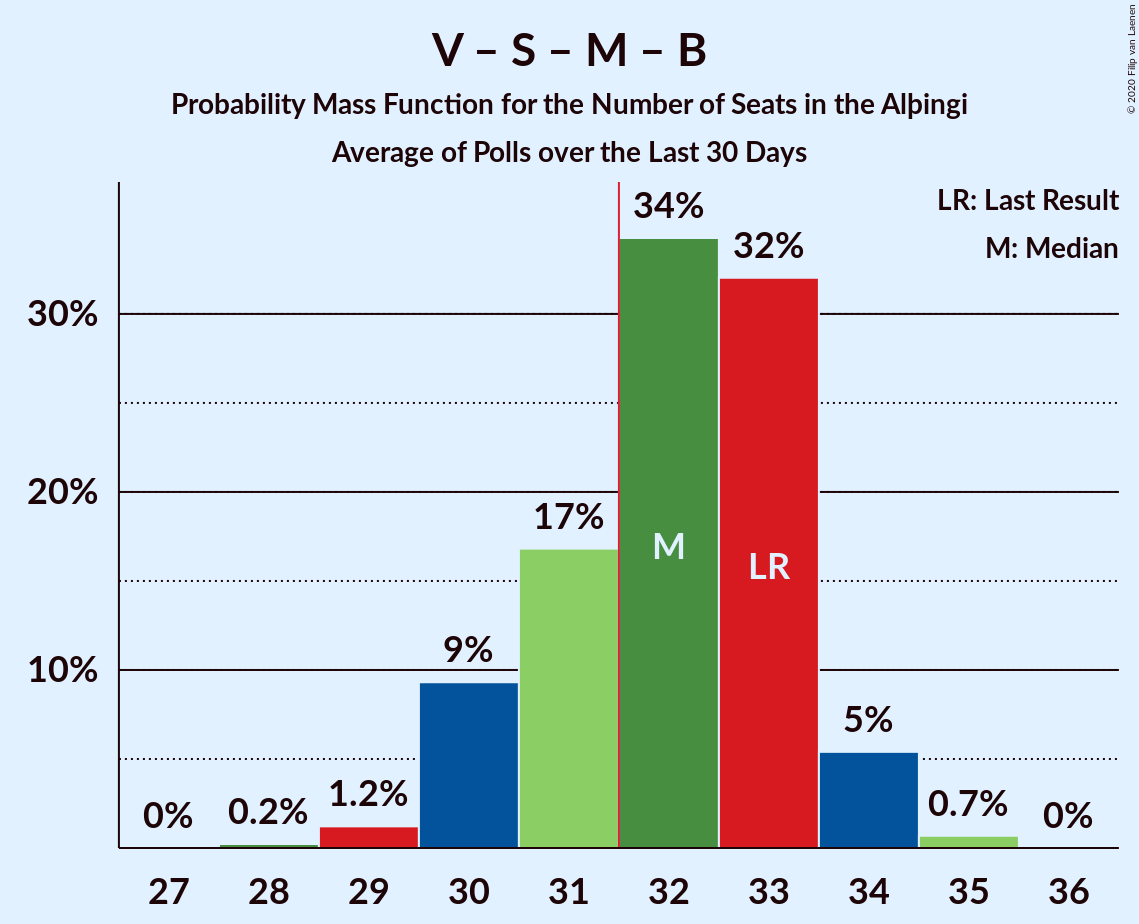 V – S – M – B
Probability Mass Function for the Number of Seats in the Alþingi
Average of Polls over the Last 30 Days
© 2020 Filip van Laenen
LR: Last Result
M: Median
30%
20%
10%
0%
0.2%
1.2%
9%
17%
34%
32%
5%
0.7%
0%
M
LR
27 28 29 30 31 32 33 34 35 36